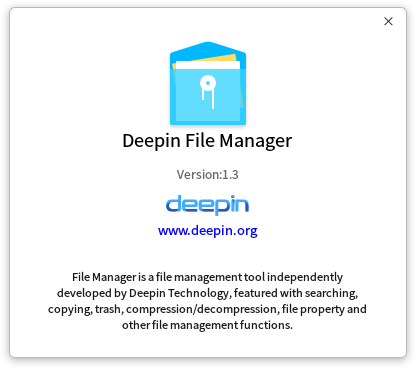 Deepin File Manager
Version:1.3
deepin
www.deepin.org
File Manager is a file management tool independently
developed by Deepin Technology, featured with searching,
copying, trash, compression/decompression, file property and
other file management functions.